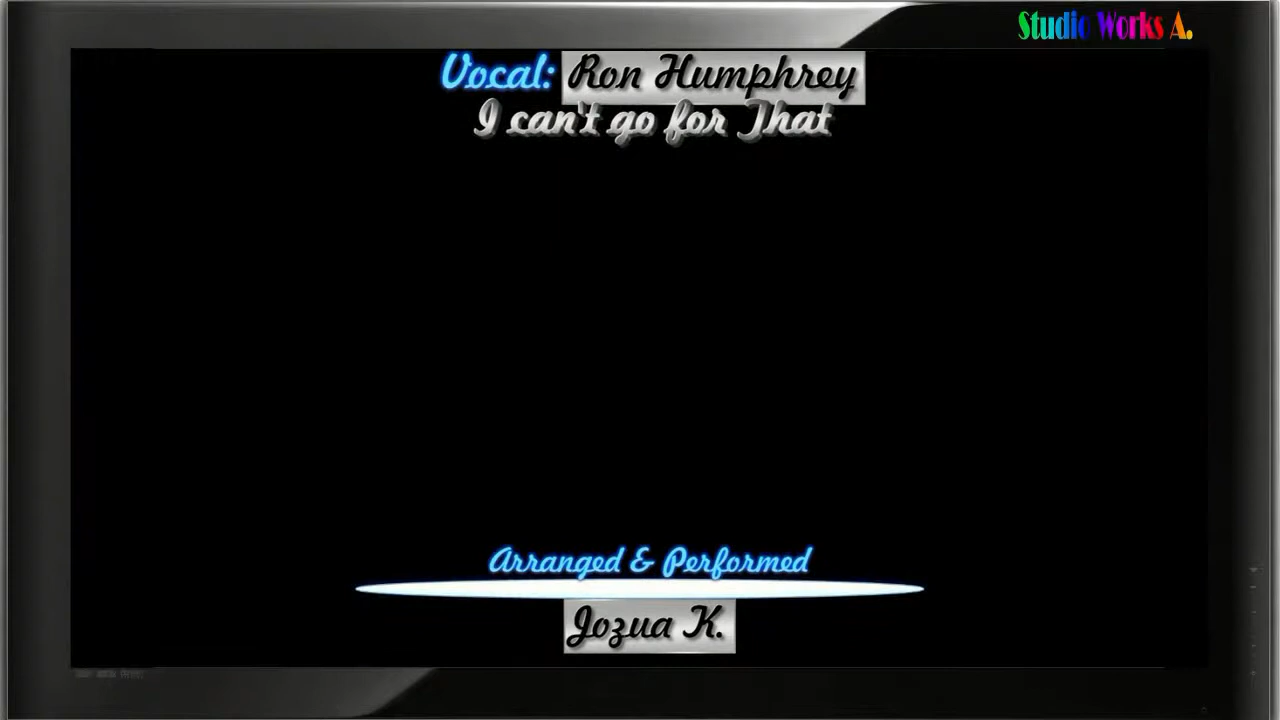 Studio Works A.
Vocal: Ron Humphrey
I can't go for That
Arranged & Performed
Jozua K.